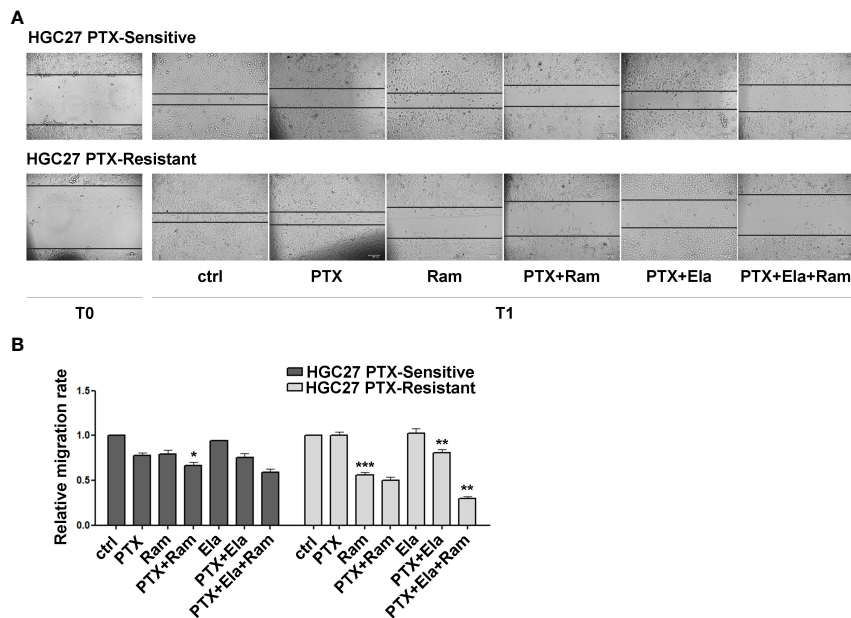 A
HGC27 PTX-Sensitive
HGC27 PTX-Resistant
ctrl PTX Ram PTX+Ram PTX+Ela PTX+Ela+Ram
T0 T1
B
HGC27 PTX-Sensitive
HGC27 PTX-Resistant
Relative migration rate
1.5
1.0
0.5
0.0
* *** ** **
ctrl PTX Ram PTX+Ram Ela PTX+Ela PTX+Ela+Ram ctrl PTX Ram PTX+Ram Ela PTX+Ela PTX+Ela+Ram